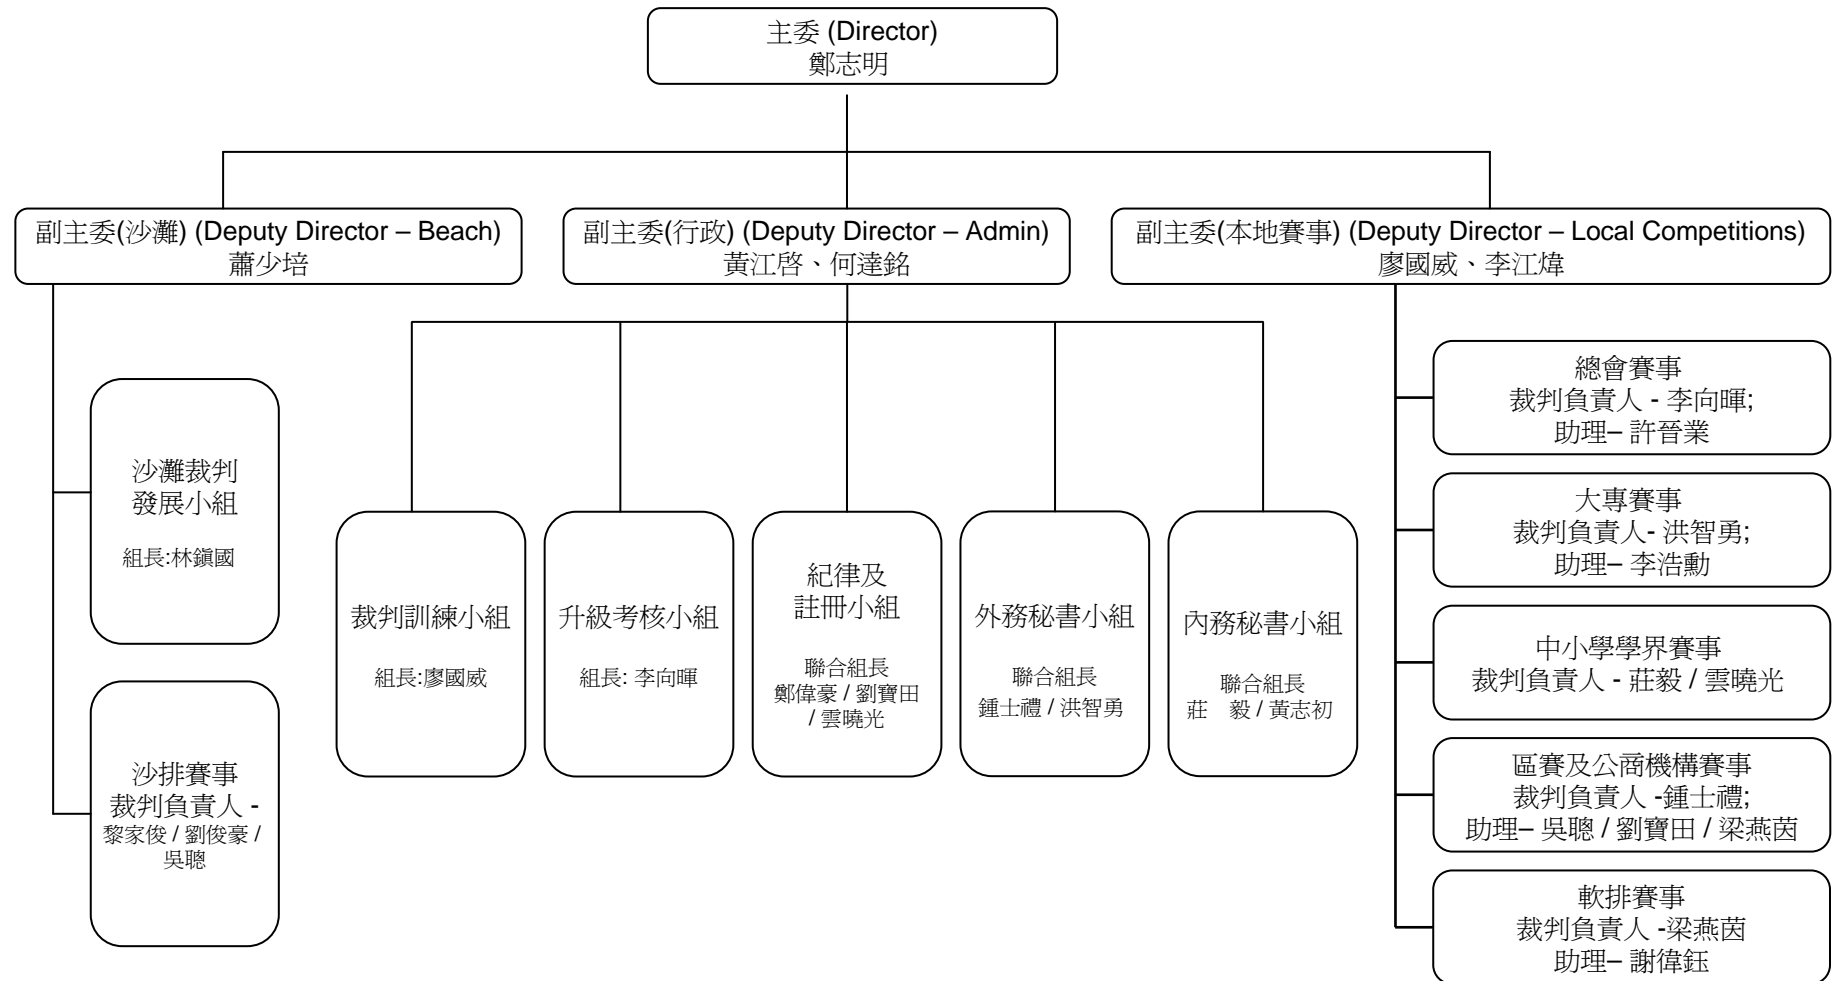 主委 (Director)
鄭志明
副主委(沙灘) (Deputy Director – Beach)
蕭少培
副主委(行政) (Deputy Director – Admin)
黃江啓、何達銘
副主委(本地賽事) (Deputy Director – Local Competitions)
廖國威、李江煒
沙灘裁判
發展小組
組長:林鎭國
沙排賽事
裁判負責人 -
黎家俊 / 劉俊豪 /
吳聰
裁判訓練小組
組長:廖國威
升級考核小組
組長: 李向暉
紀律及
註冊小組
聯合組長
鄭偉豪 / 劉寶田
/ 雲曉光
外務秘書小組
聯合組長
鍾士禮 / 洪智勇
內務秘書小組
聯合組長
莊　毅 / 黃志初
總會賽事
裁判負責人 - 李向暉;
助理– 許晉業
大專賽事
裁判負責人- 洪智勇;
助理– 李浩勳
中小學學界賽事
裁判負責人 - 莊毅 / 雲曉光
區賽及公商機構賽事
裁判負責人 -鍾士禮;
助理– 吳聰 / 劉寶田 / 梁燕茵
軟排賽事
裁判負責人 -梁燕茵
助理– 謝偉鈺